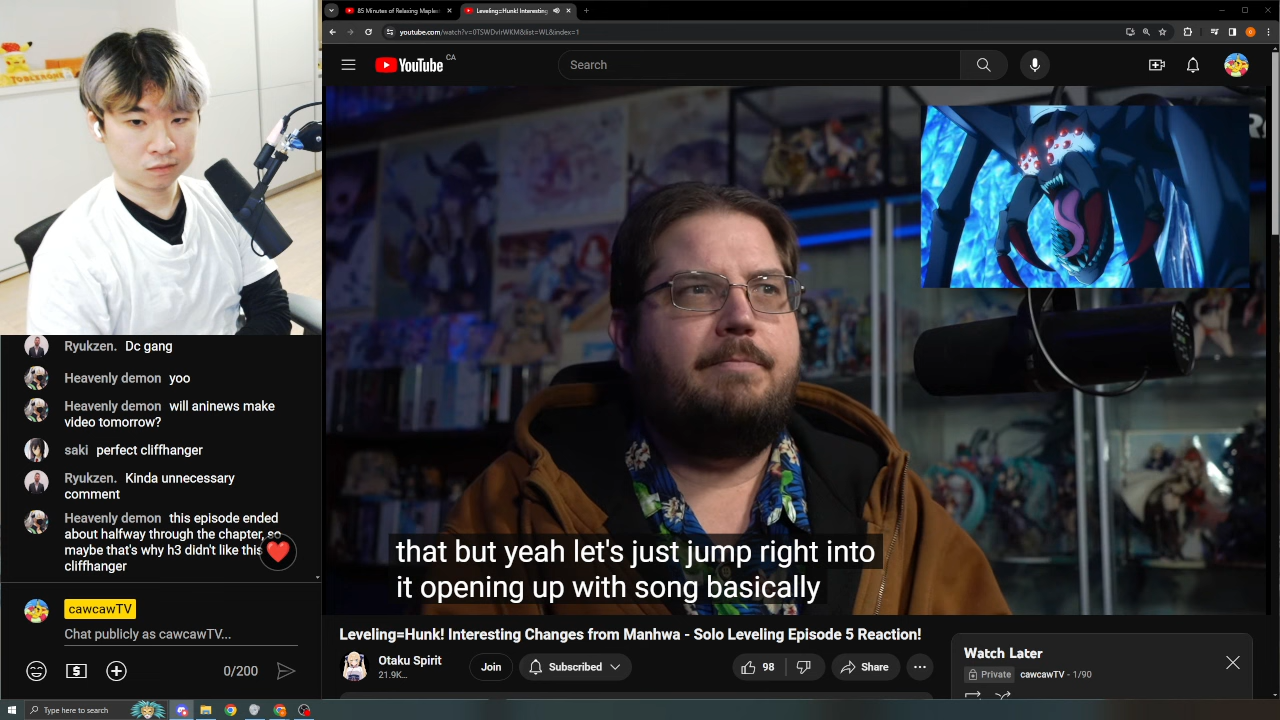 85 Minutes of Relaxing Maples
Leveling=Hunk! Interesting
youtube.com/watch?v=0TSWDvIrWKM&list=WL&index=1
YouTube CA
Search
TOBLERONE
Ryukzen. Dc gang
Heavenly demon yoo
Heavenly demon will aninews make
video tomorrow?
saki perfect cliffhanger
Ryukzen. Kinda unnecessary
comment
Heavenly demon this episode ended
about halfway through the chapter, so
maybe that's why h3 didn't like this
cliffhanger
cawcawTV
Chat publicly as cawcawTV...
0/200
that but yeah let's just jump right into
it opening up with song basically
Leveling=Hunk! Interesting Changes from Manhwa - Solo Leveling Episode 5 Reaction!
Otaku Spirit
21.9K...
Join
Subscribed
98
Share
Watch Later
Private cawcawTV - 1/90
Type here to search